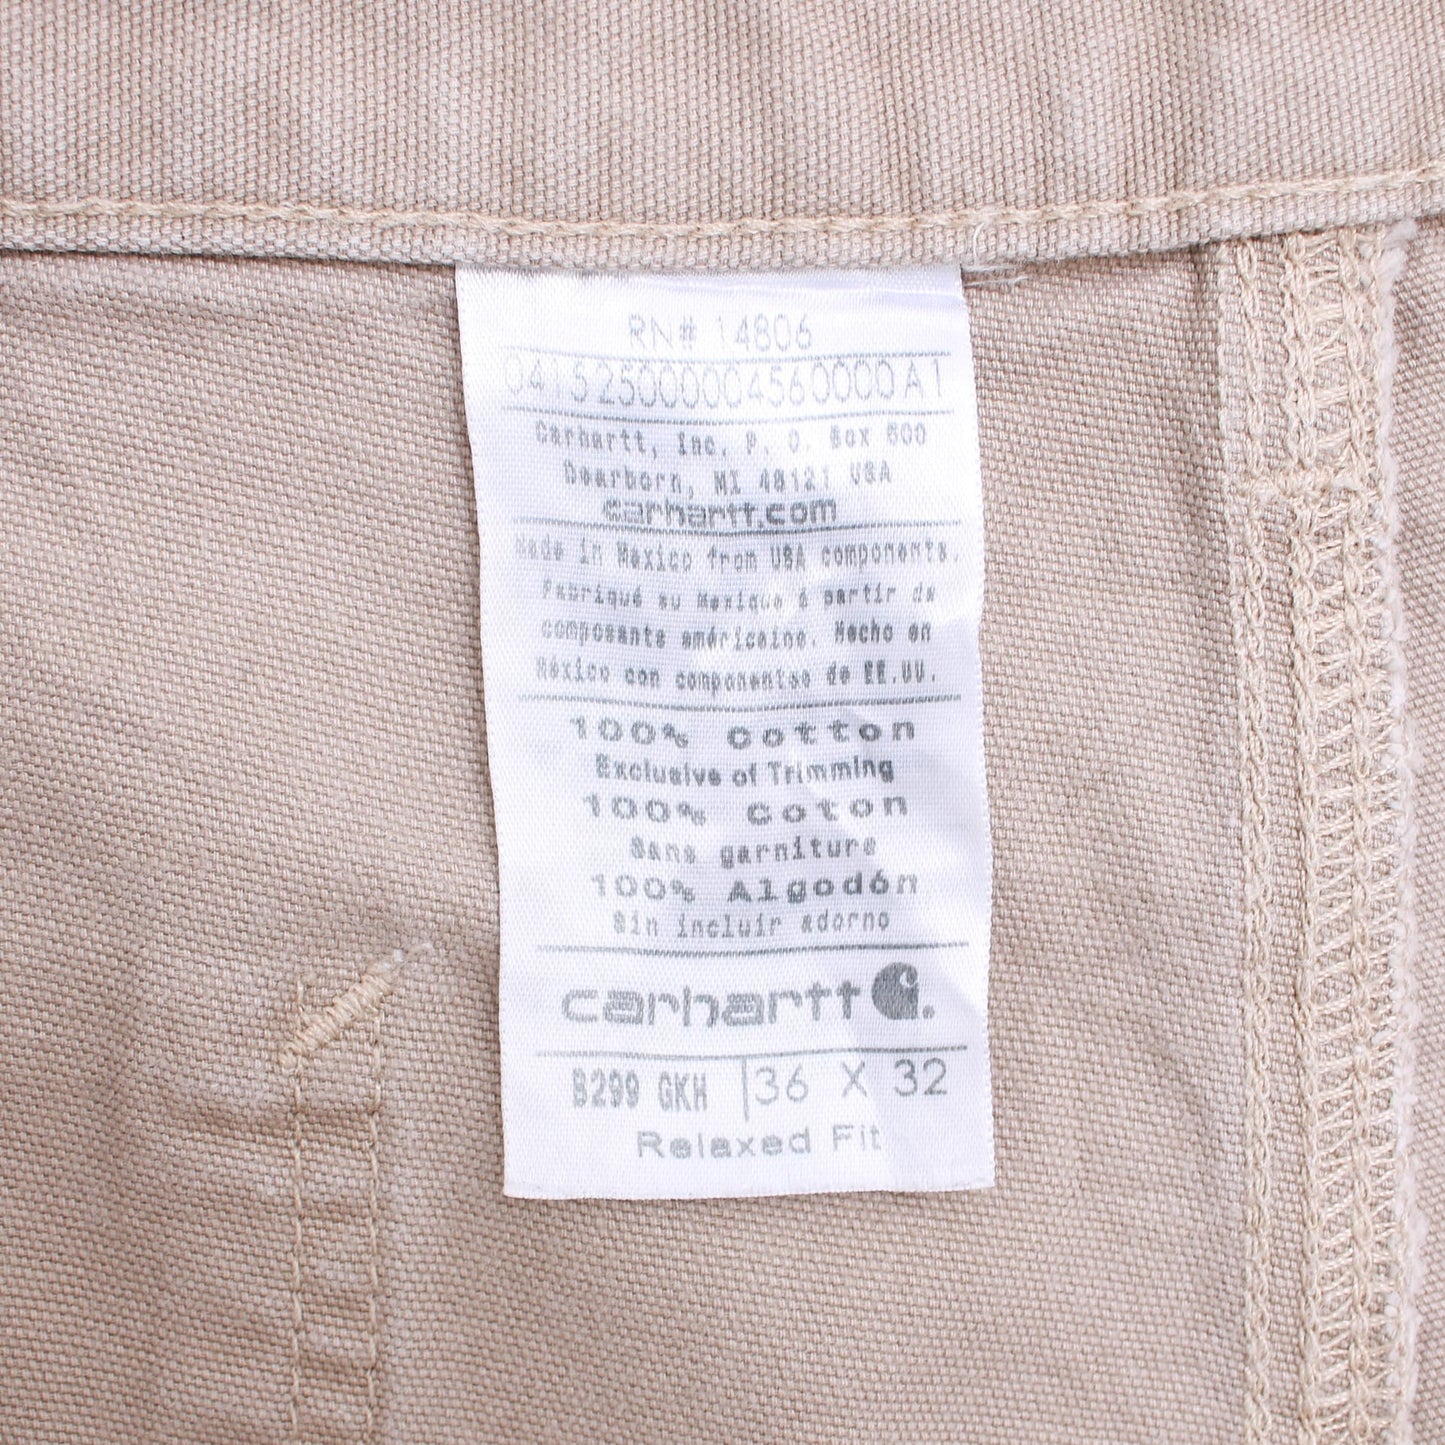 RN# 14806
0415250000045600000A1
Carhartt, Inc. P. O. Box 600
Dearborn, MI 48121 USA
carhartt.com
Made in Mexico from USA components.
Fabriqué au Mexique á partir de
composants américaine. Hecho en
México con componentes de EE.UU.
100% Cotton
Exclusive of Trimming
100% Coton
Sans garniture
100% Algodón
Sin incluir adorno
carhartt
B299 GKH 36 X 32
Relaxed Fit